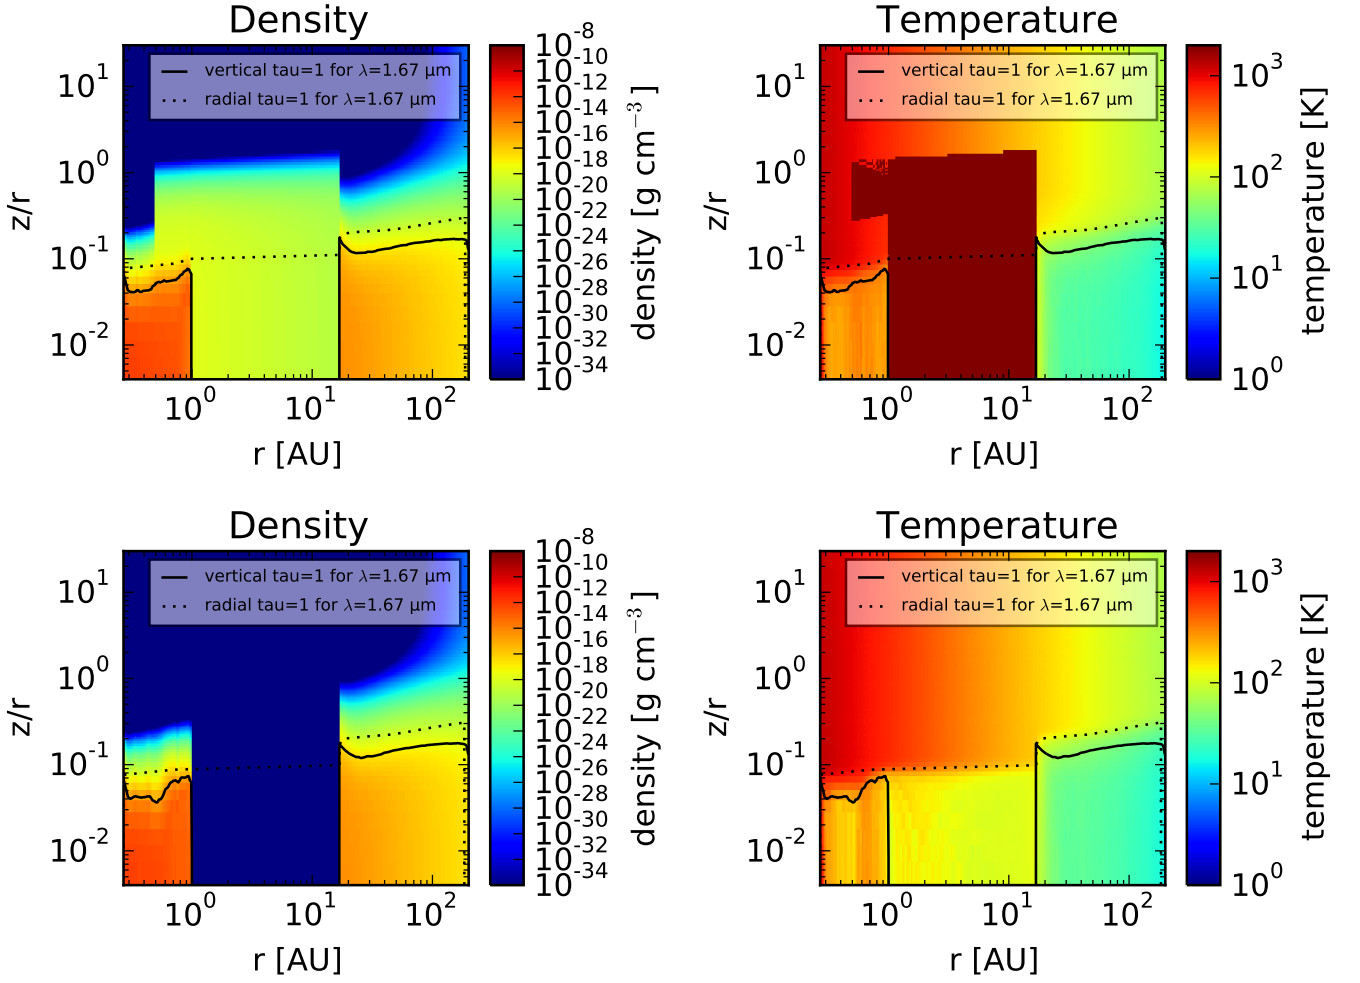 Density
vertical tau=1 for λ=1.67 μm
radial tau=1 for λ=1.67 μm
z/r
10^1
10^0
10^-1
10^-2
10^0
10^1
10^2
r [AU]
10^-8
10^-10
10^-12
10^-14
10^-16
10^-18
10^-20
10^-22
10^-24
10^-26
10^-28
10^-30
10^-32
10^-34
10
density [g cm^−3 ]
Temperature
vertical tau=1 for λ=1.67 μm
radial tau=1 for λ=1.67 μm
z/r
10^1
10^0
10^-1
10^-2
10^0
10^1
10^2
r [AU]
10^3
10^2
10^1
10^0
temperature [K]
Density
vertical tau=1 for λ=1.67 μm
radial tau=1 for λ=1.67 μm
z/r
10^1
10^0
10^-1
10^-2
10^0
10^1
10^2
r [AU]
10^-8
10^-10
10^-12
10^-14
10^-16
10^-18
10^-20
10^-22
10^-24
10^-26
10^-28
10^-30
10^-32
10^-34
10
density [g cm^−3 ]
Temperature
vertical tau=1 for λ=1.67 μm
radial tau=1 for λ=1.67 μm
z/r
10^1
10^0
10^-1
10^-2
10^0
10^1
10^2
r [AU]
10^3
10^2
10^1
10^0
temperature [K]